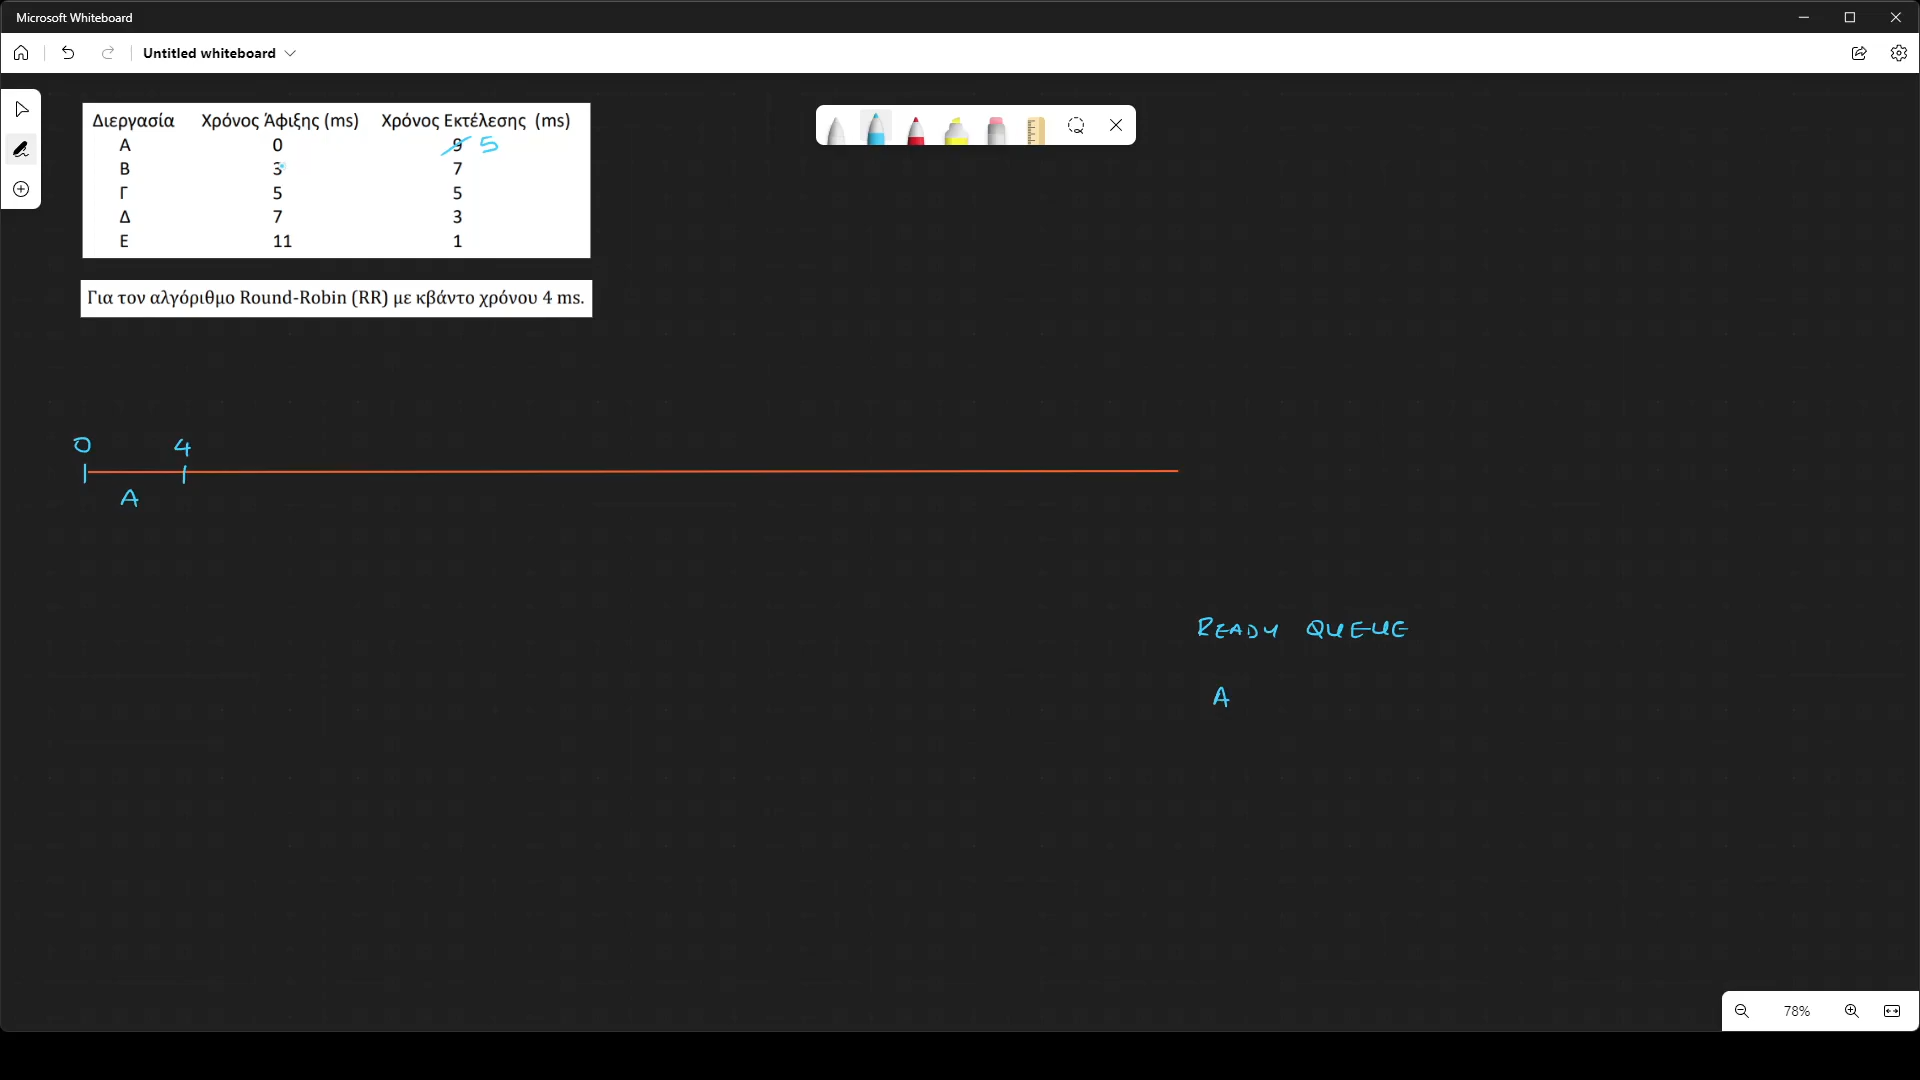 Microsoft Whiteboard
Untitled whiteboard
Διεργασία Χρόνος Άφιξης (ms) Χρόνος Εκτέλεσης (ms)
Α 0 9 5
Β 3 7
Γ 5 5
Δ 7 3
Ε 11 1
Για τον αλγόριθμο Round-Robin (RR) με κβάντο χρόνου 4 ms.
0 4
A
READY QUEUE
A
78%